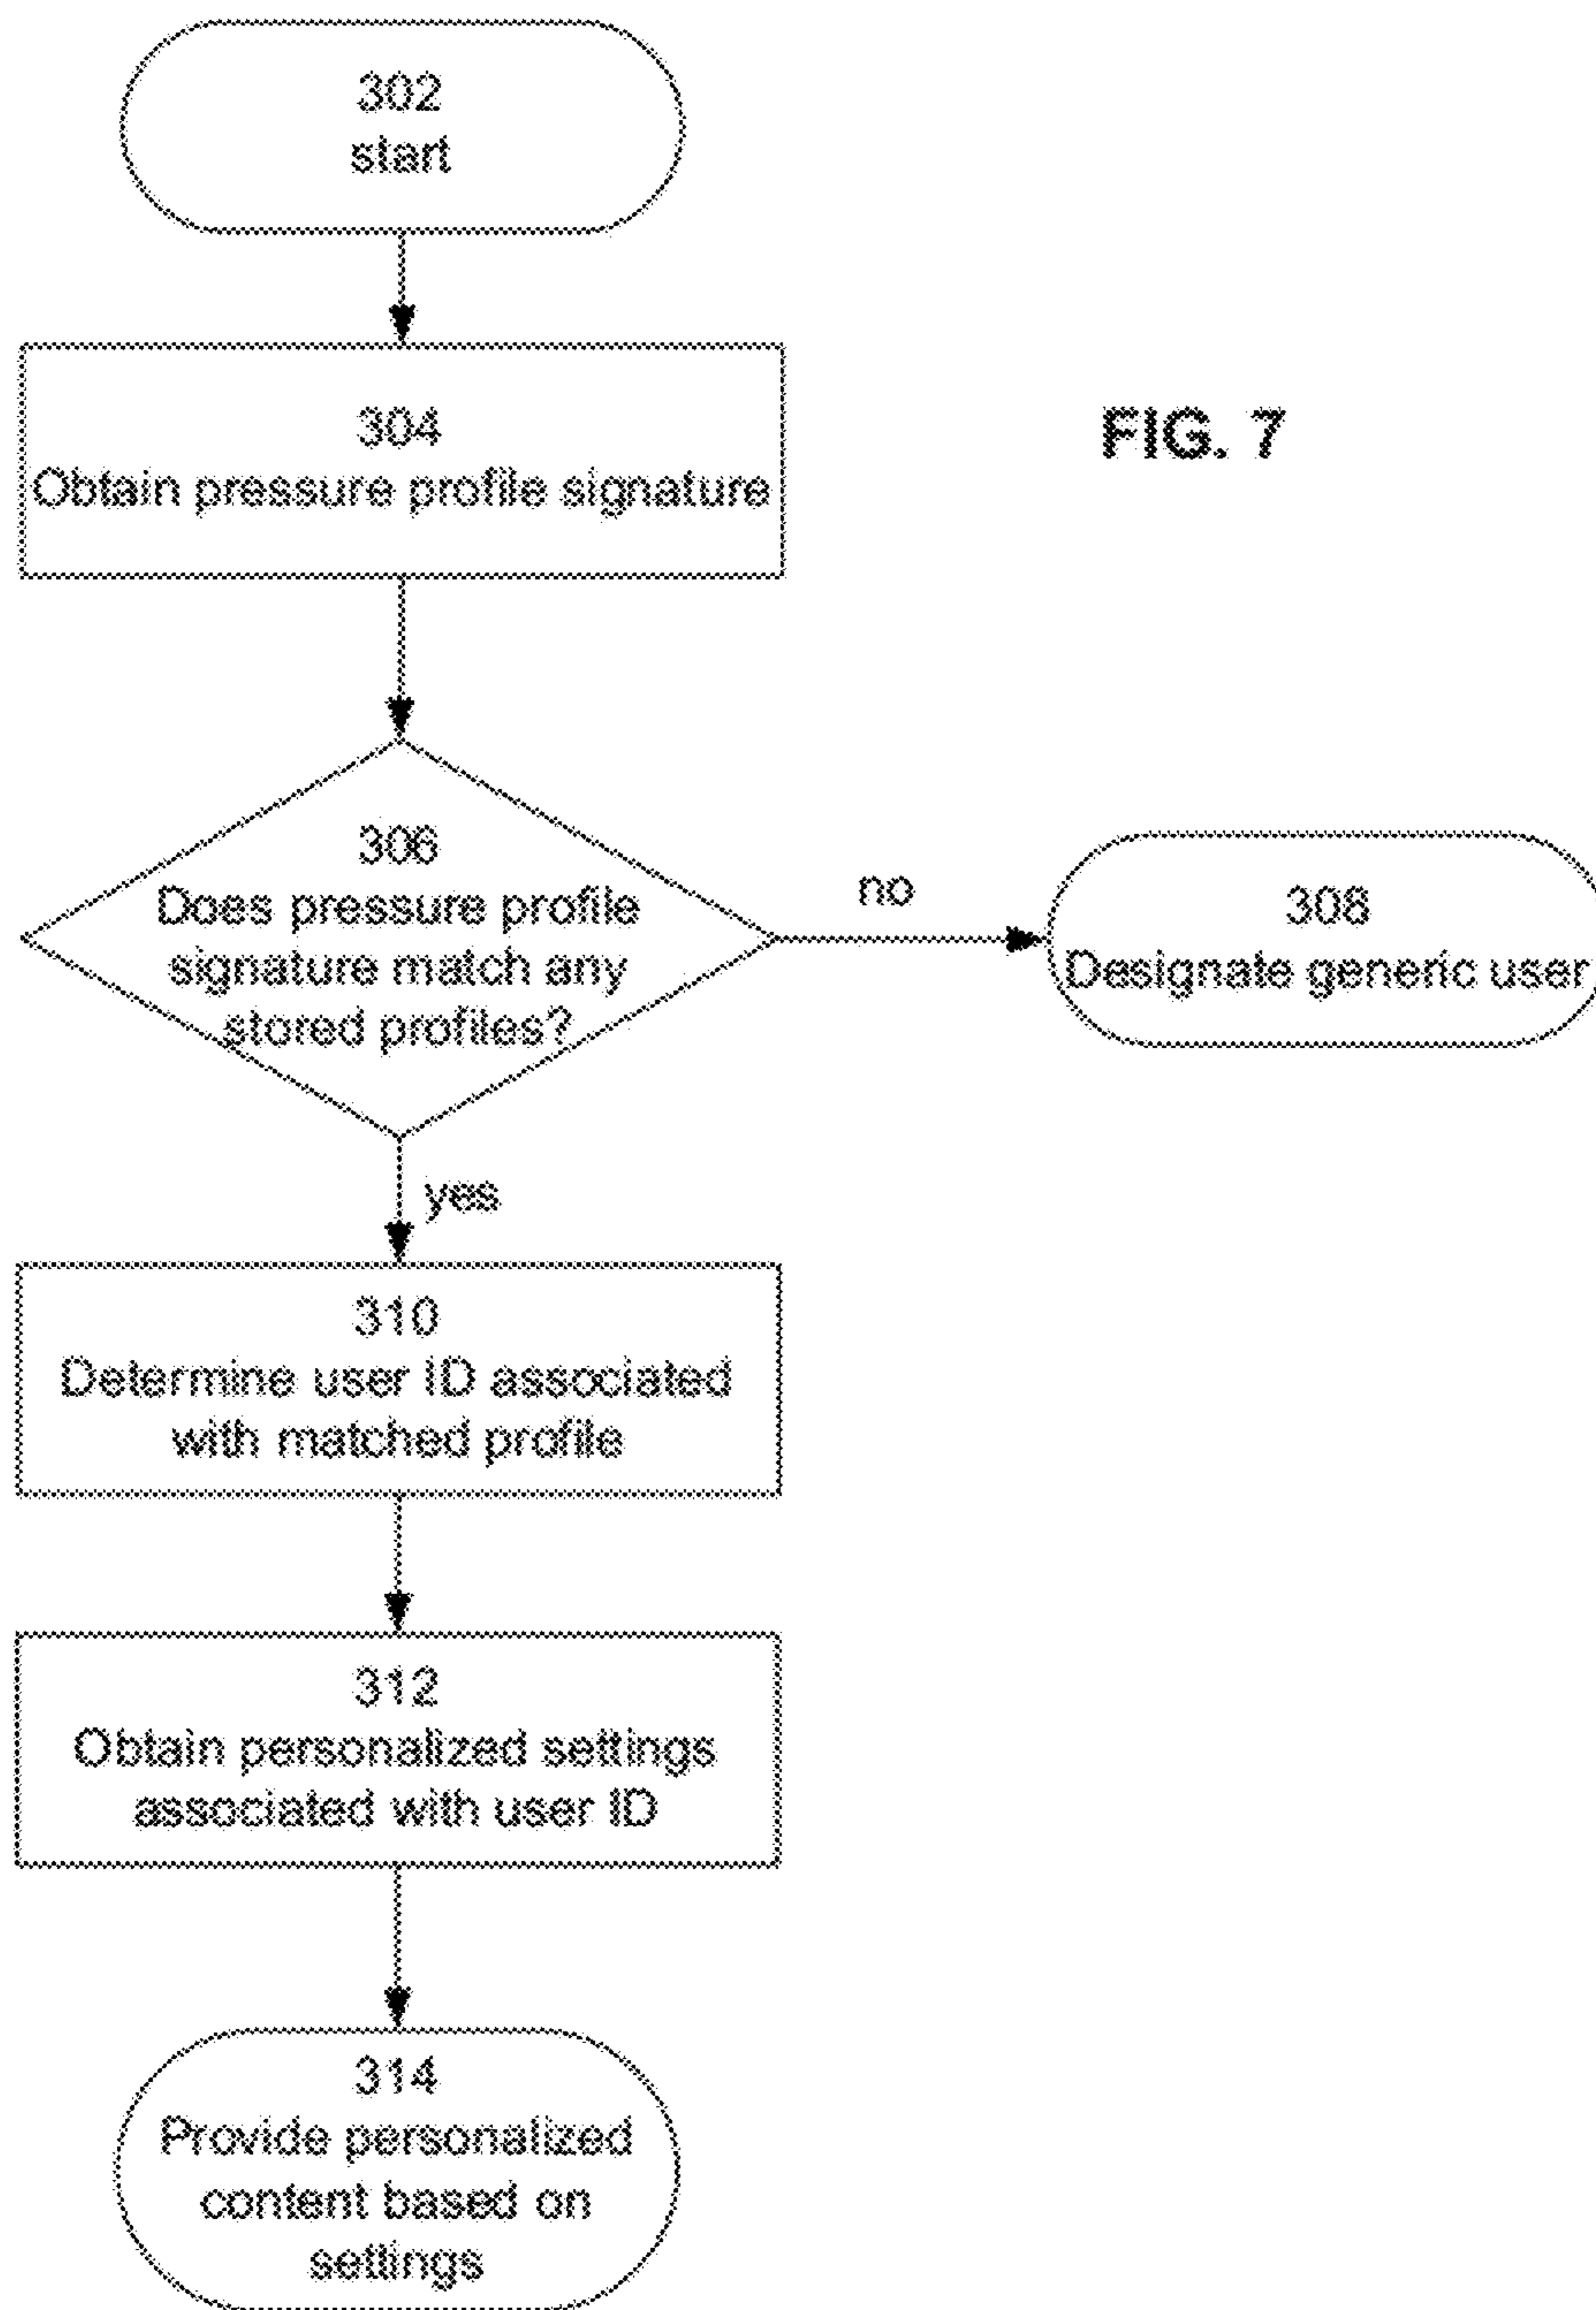 302
start
304
Obtain pressure profile signature
FIG. 7
306
Does pressure profile
signature match any
stored profiles?
no
308
Designate generic user
yes
310
Determine user ID associated
with matched profile
312
Obtain personalized settings
associated with user ID
314
Provide personalized
content based on
settings